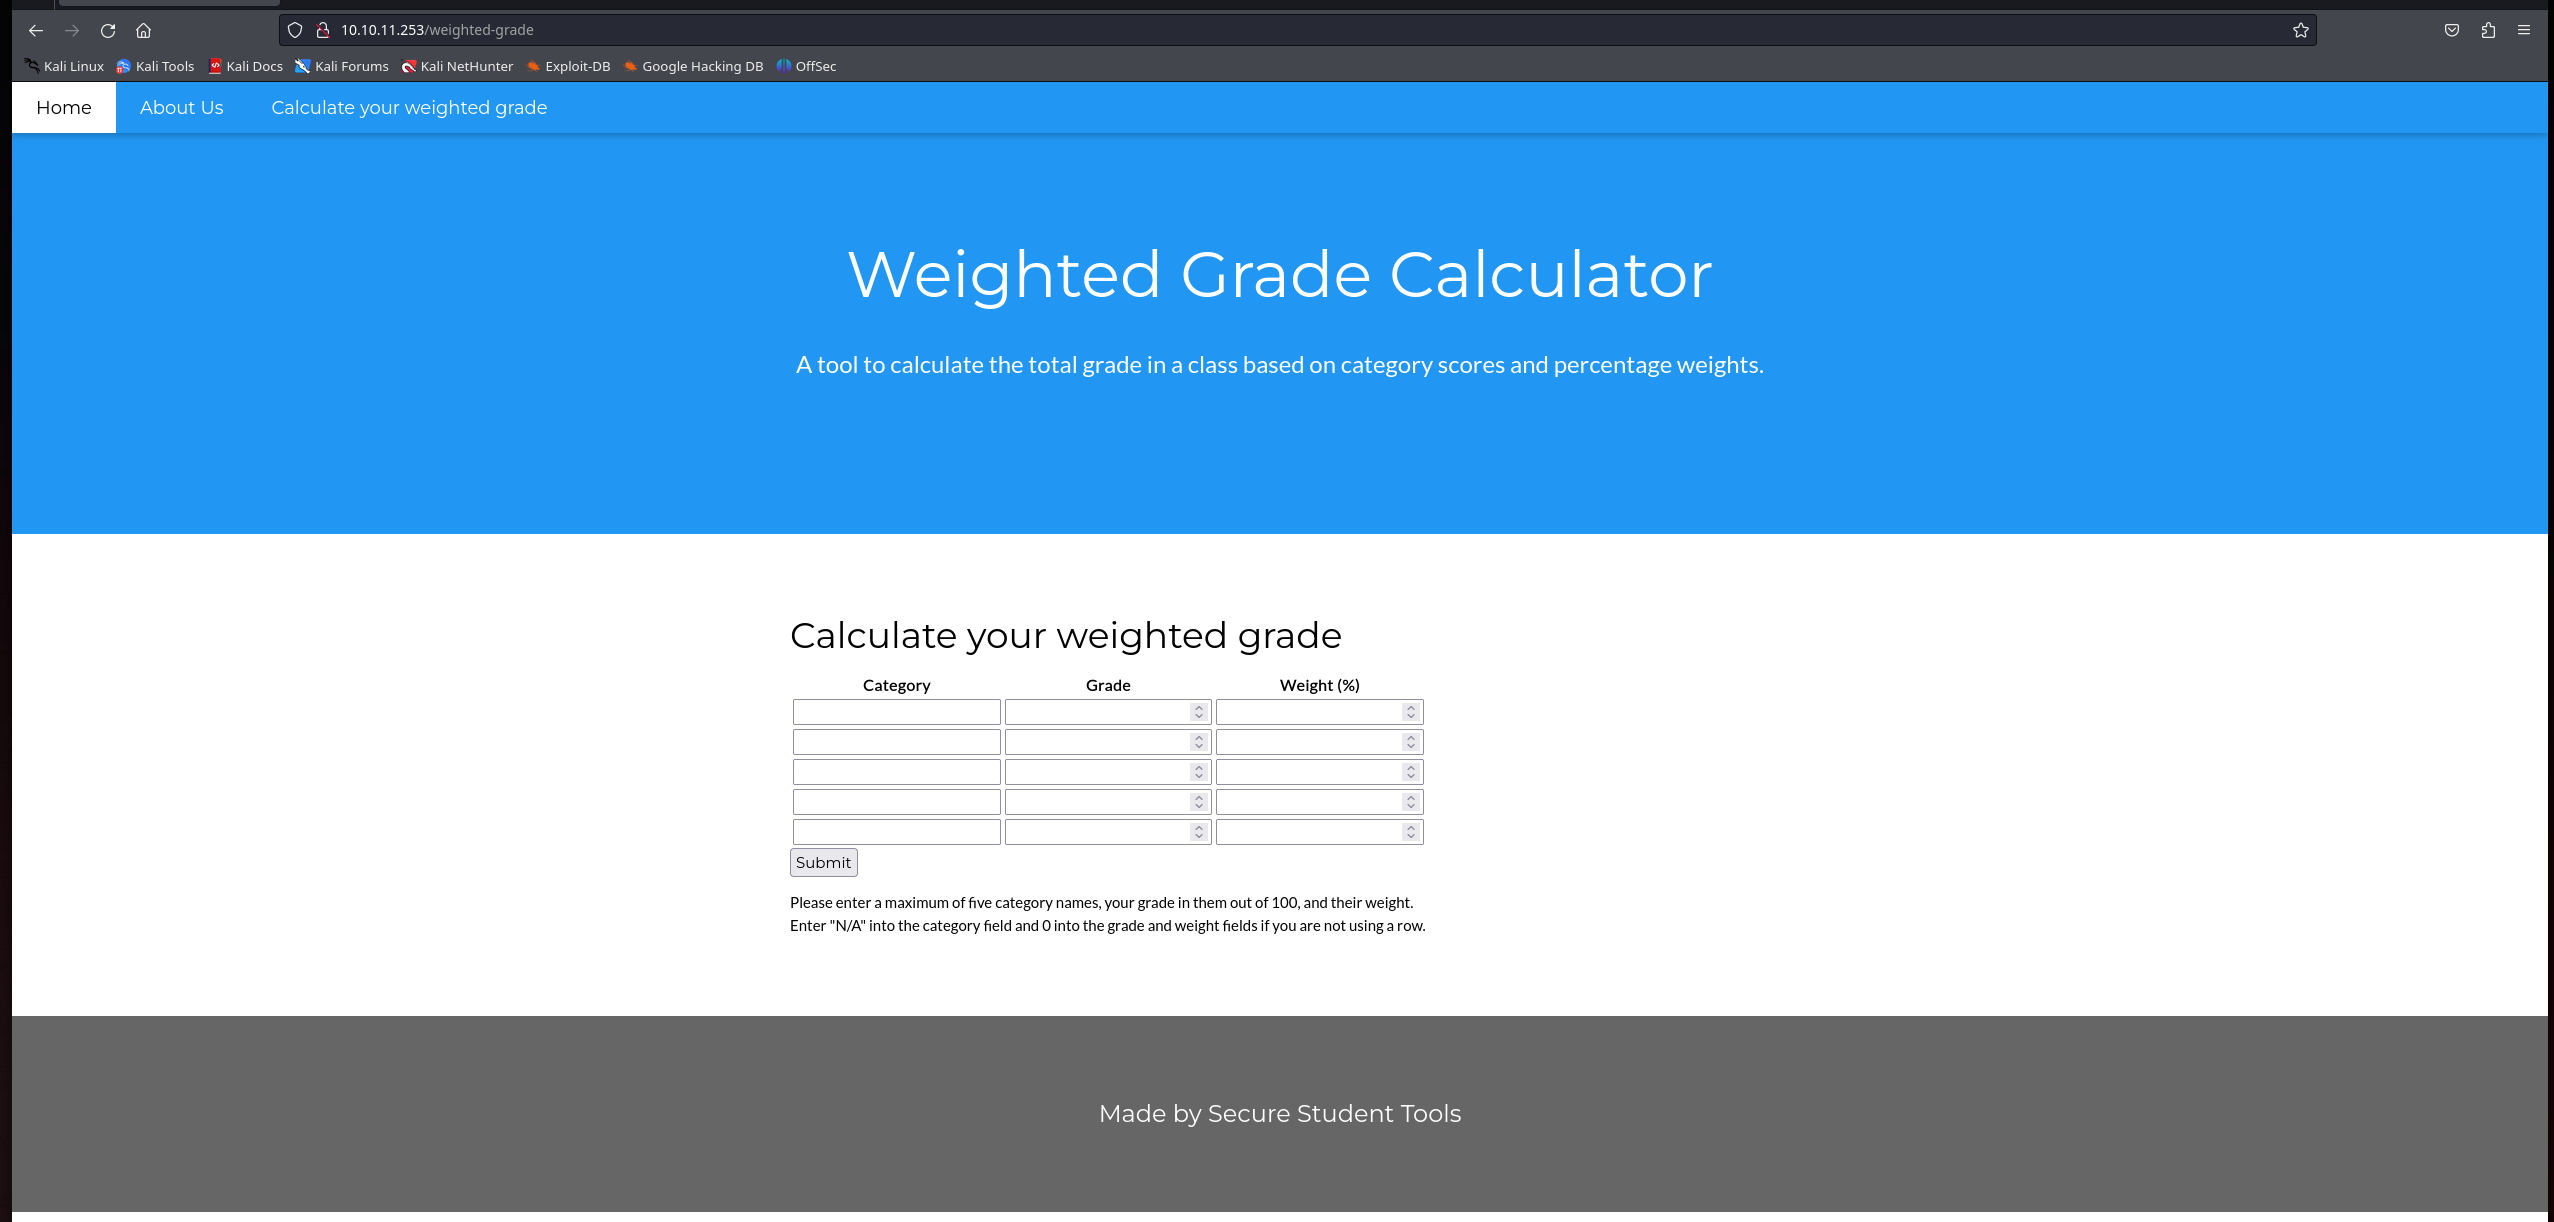 10.10.11.253/weighted-grade
Kali Linux Kali Tools Kali Docs Kali Forums Kali NetHunter Exploit-DB Google Hacking DB OffSec
Home About Us Calculate your weighted grade
Weighted Grade Calculator
A tool to calculate the total grade in a class based on category scores and percentage weights.
Calculate your weighted grade
Category Grade Weight (%)
Submit
Please enter a maximum of five category names, your grade in them out of 100, and their weight.
Enter "N/A" into the category field and 0 into the grade and weight fields if you are not using a row.
Made by Secure Student Tools